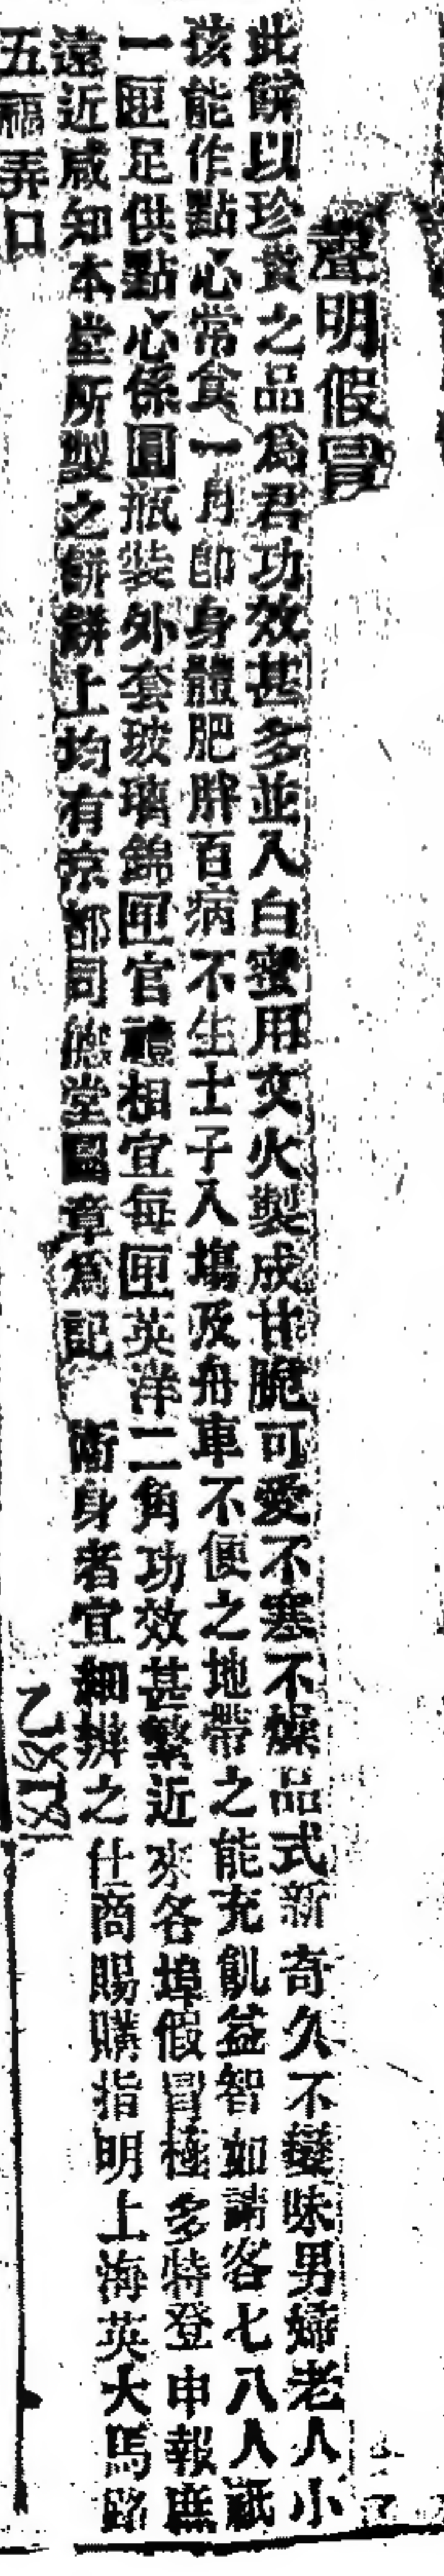 聲明假冒
此餅以珍貴之品為君功效甚多並入白蜜用文火製成甘脆可愛不寒不燥品式新奇久不變味男婦老人小
孩能作點心常食一月即身體肥胖百病不生士子入塲及舟車不便之地帶之能充飢益智如請客七八人祇
一匣足供點心係圓瓶裝外套玻璃錦匣官禮相宜每匣英洋二角功效甚繁近來各埠假冒極多特登申報庶
遠近咸知本堂所製之餅餅上均有京都同德堂圖章為記 衛身者宜細辨之 仕商賜購指明上海英大馬路
五福弄口